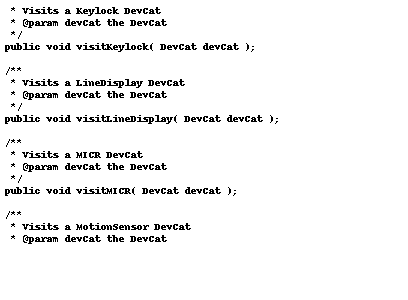 * Visits a Keylock DevCat
* @param devCat the DevCat
*/
public void visitKeylock( DevCat devCat );
/**
* Visits a LineDisplay DevCat
* @param devCat the DevCat
*/
public void visitLineDisplay( DevCat devCat );
/**
* Visits a MICR DevCat
* @param devCat the DevCat
*/
public void visitMICR( DevCat devCat );
/**
* Visits a MotionSensor DevCat
* @param devCat the DevCat